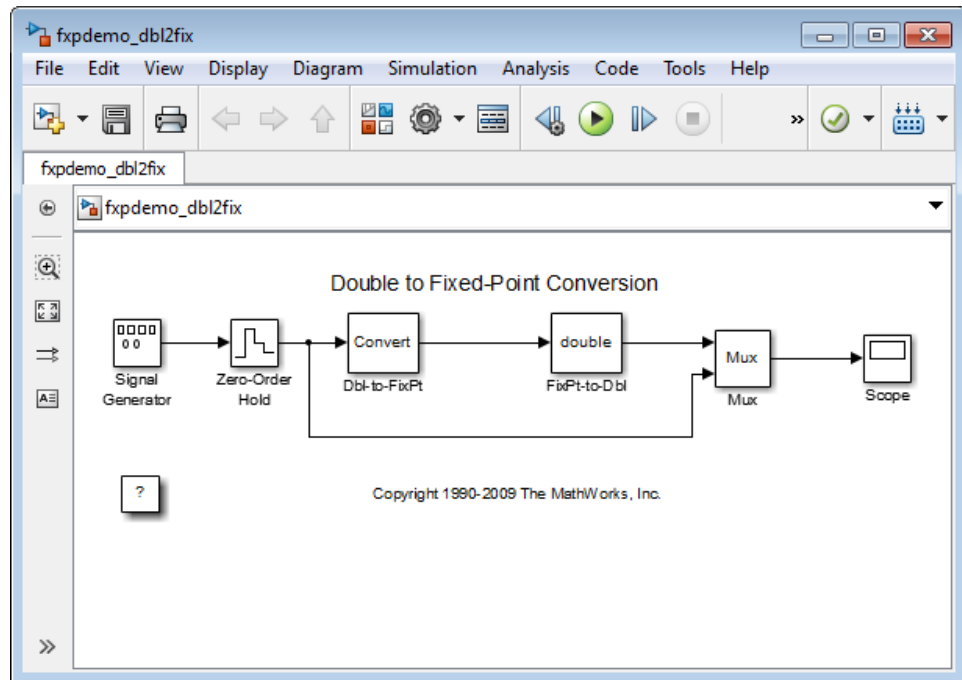 fxpdemo_dbl2fix
File Edit View Display Diagram Simulation Analysis Code Tools Help
»
fxpdemo_dbl2fix
fxpdemo_dbl2fix
Double to Fixed-Point Conversion
Convert
double
Mux
Signal
Generator
Zero-Order
Hold
Dbl-to-FixPt
FixPt-to-Dbl
Mux
Scope
A
?
Copyright 1990-2009 The MathWorks, Inc.
»